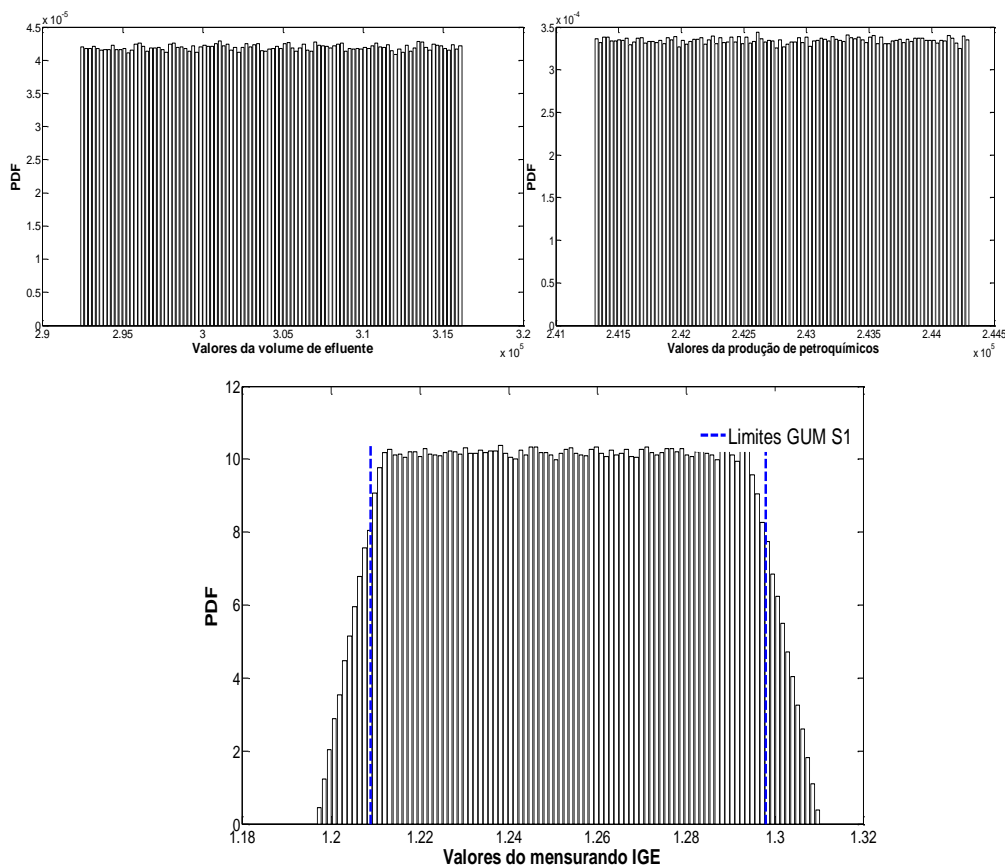 x 10⁻⁵
4.5
4
3.5
3
2.5
2
1.5
1
0.5
0
PDF
2.9 2.95 3 3.05 3.1 3.15 3.2
Valores da volume de efluente
x 10⁵
x 10⁻⁴
3.5
3
2.5
2
1.5
1
0.5
0
PDF
2.41 2.415 2.42 2.425 2.43 2.435 2.44 2.445
Valores da produção de petroquímicos
x 10⁵
12
10
8
6
4
2
0
PDF
Limites GUM S1
1.18 1.2 1.22 1.24 1.26 1.28 1.3 1.32
Valores do mensurando IGE